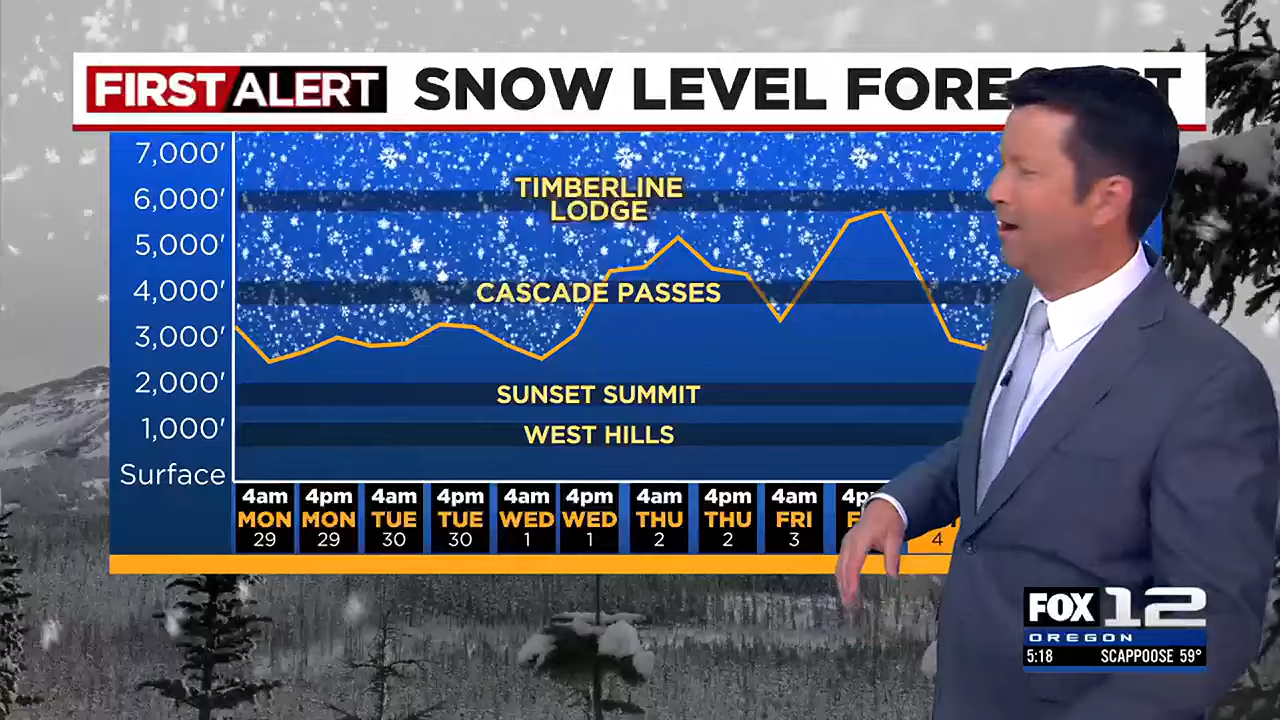 FIRST ALERT SNOW LEVEL
7,000'
6,000'
5,000'
4,000'
3,000'
2,000'
1,000'
Surface
TIMBERLINE
LODGE
CASCADE PASSES
SUNSET SUMMIT
WEST HILLS
4am 4pm 4am 4pm 4am 4pm 4am 4pm 4am
MON MON TUE TUE WED WED THU THU FRI
29 29 30 30 1 1 2 2 3 4
FOX 12
OREGON
5:18 SCAPPOOSE 59°